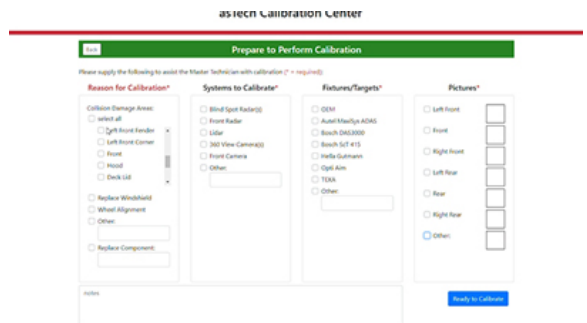 asTech Calibration Center
Back
Prepare to Perform Calibration
Please supply the following to assist the Master Technician with calibration (* = required):
Reason for Calibration*
Collision Damage Areas:
select all
Left Front Fender
Left Front Corner
Front
Hood
Deck Lid
Replace Windshield
Wheel Alignment
Other:
Replace Component:
Systems to Calibrate*
Blind Spot Radar(s)
Front Radar
Lidar
360 View Camera(s)
Front Camera
Other:
Fixtures/Targets*
OEM
Autel MaxiSys ADAS
Bosch DAS3000
Bosch SCT 415
Hella Gutmann
Opti Aim
TEXA
Other:
Pictures*
Left Front
Front
Right Front
Left Rear
Rear
Right Rear
Other:
notes
Ready to Calibrate